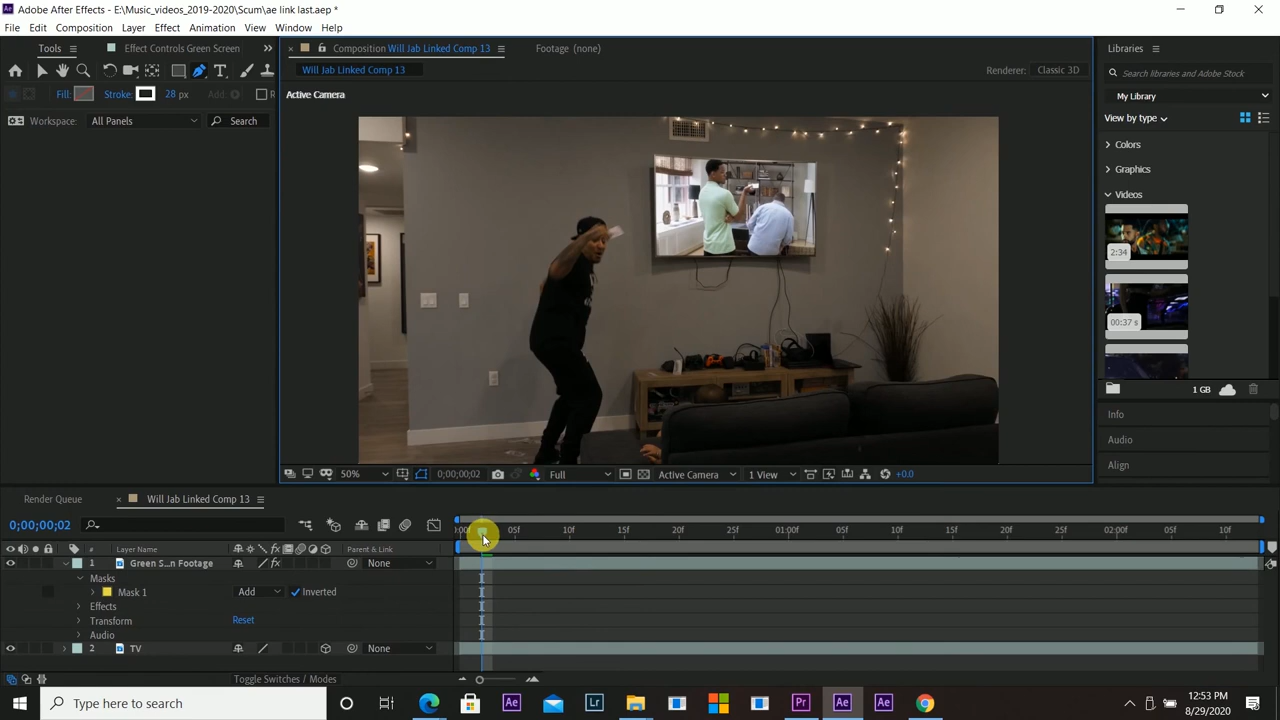 Adobe After Effects - E:\Music_videos_2019-2020\Scum\ae link last.aep *
File Edit Composition Layer Effect Animation View Window Help
Tools
Effect Controls Green Screen
Composition Will Jab Linked Comp 13
Footage (none)
Libraries
Fill:
Stroke:
28 px
Add:
Will Jab Linked Comp 13
Renderer: Classic 3D
Search libraries and Adobe Stock
Active Camera
My Library
Workspace: All Panels
Search
View by type
Colors
Graphics
Videos
2:34
00:37 s
1 GB
Info
Audio
Align
50%
0;00;00;02
Full
Active Camera
1 View
+0.0
Render Queue
Will Jab Linked Comp 13
0;00;00;02
05f 10f 15f 20f 25f 01:00f 05f 10f 15f 20f 25f 02:00f 05f 10f
# Layer Name
Parent & Link
1 Green S...n Footage
None
Masks
Mask 1
Add
Inverted
Effects
Transform
Reset
Audio
2 TV
None
Toggle Switches / Modes
Type here to search
12:53 PM
8/29/2020